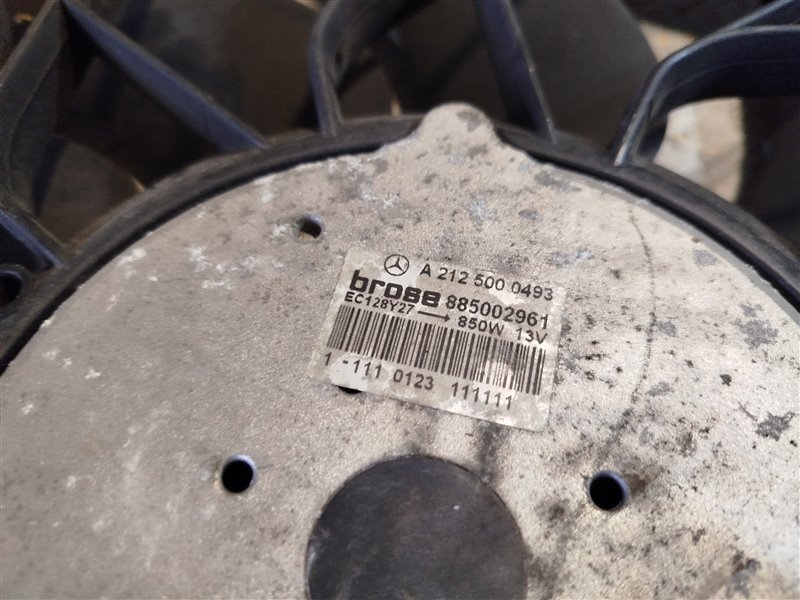 A 212 500 0493
brose 885002961
EC128Y27 → 850W 13V
1 -111 0123 111111